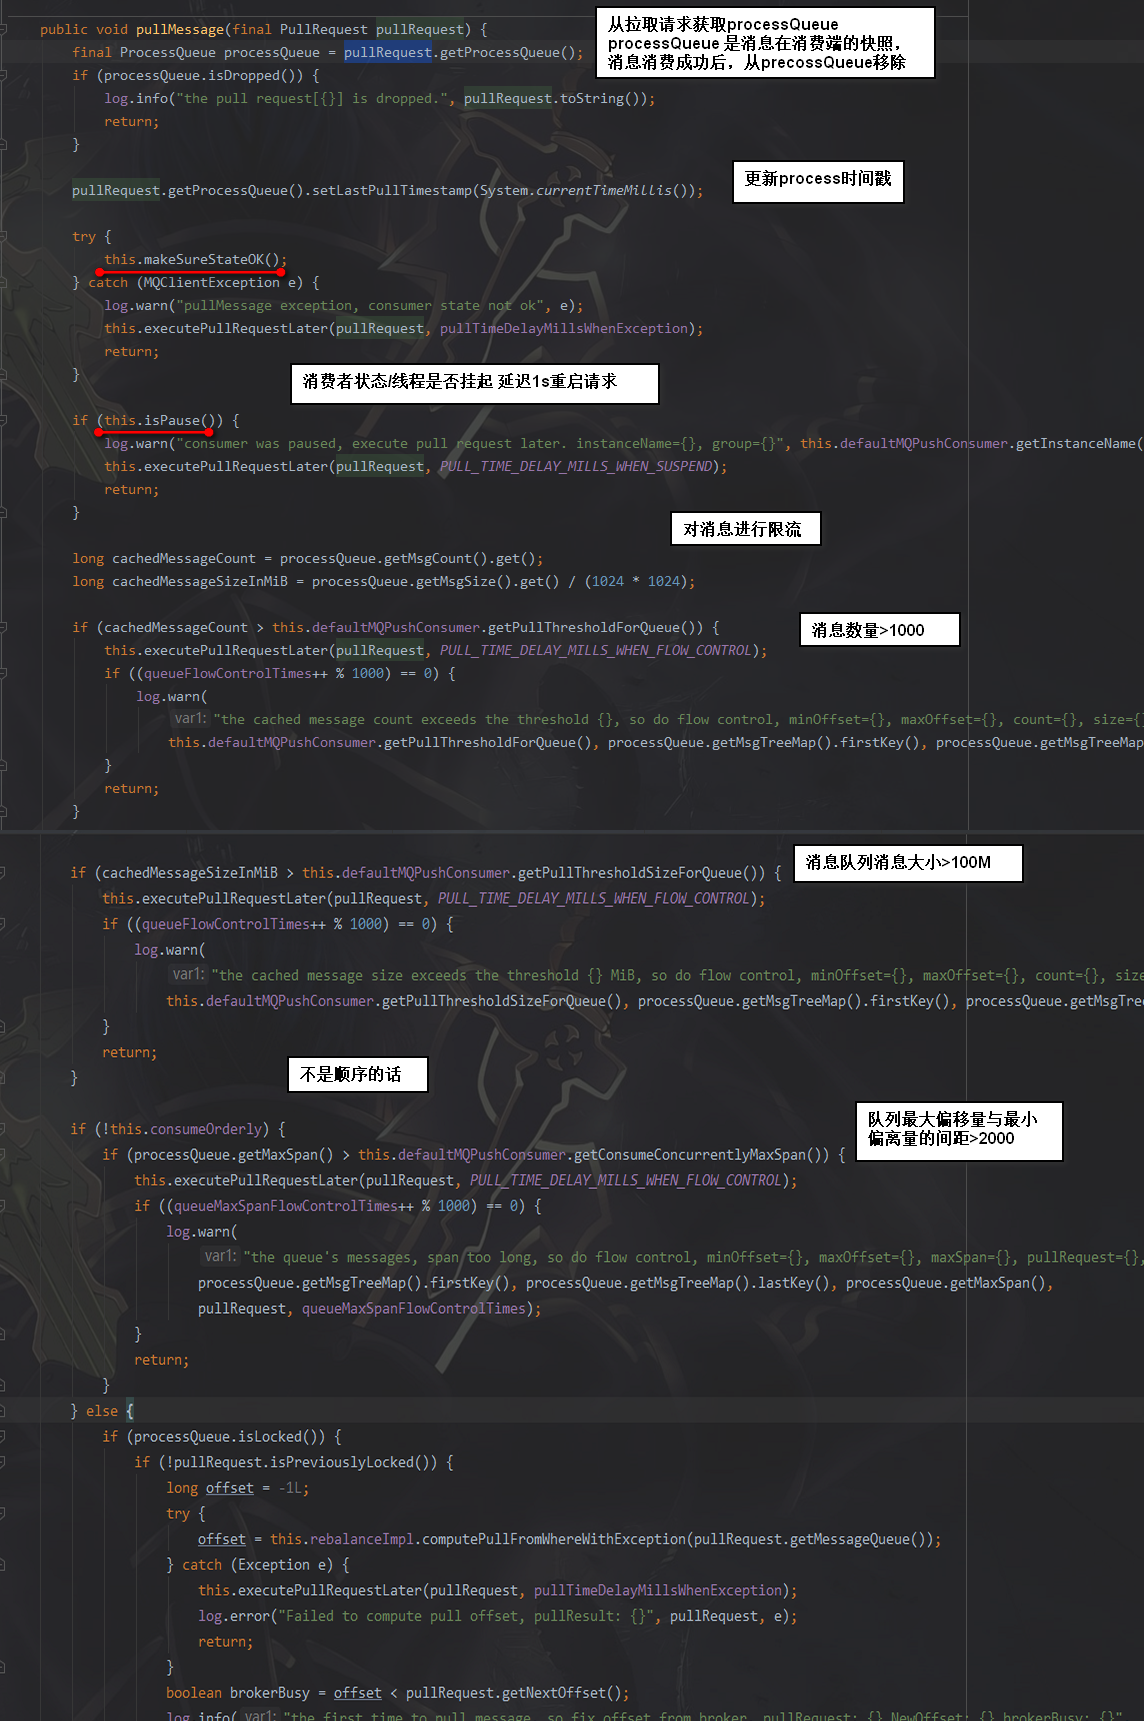 public void pullMessage(final PullRequest pullRequest) {
从拉取请求获取processQueue
processQueue 是消息在消费端的快照，
消息消费成功后，从precossQueue移除
final ProcessQueue processQueue = pullRequest.getProcessQueue();
if (processQueue.isDropped()) {
log.info("the pull request[{}] is dropped.", pullRequest.toString());
return;
}
更新process时间戳
pullRequest.getProcessQueue().setLastPullTimestamp(System.currentTimeMillis());
try {
this.makeSureStateOK();
} catch (MQClientException e) {
log.warn("pullMessage exception, consumer state not ok", e);
this.executePullRequestLater(pullRequest, pullTimeDelayMillsWhenException);
return;
}
消费者状态/线程是否挂起 延迟1s重启请求
if (this.isPause()) {
log.warn("consumer was paused, execute pull request later. instanceName={}, group={}", this.defaultMQPushConsumer.getInstanceName(
this.executePullRequestLater(pullRequest, PULL_TIME_DELAY_MILLS_WHEN_SUSPEND);
return;
}
对消息进行限流
long cachedMessageCount = processQueue.getMsgCount().get();
long cachedMessageSizeInMiB = processQueue.getMsgSize().get() / (1024 * 1024);
消息数量>1000
if (cachedMessageCount > this.defaultMQPushConsumer.getPullThresholdForQueue()) {
this.executePullRequestLater(pullRequest, PULL_TIME_DELAY_MILLS_WHEN_FLOW_CONTROL);
if ((queueFlowControlTimes++ % 1000) == 0) {
log.warn(
var1: "the cached message count exceeds the threshold {}, so do flow control, minOffset={}, maxOffset={}, count={}, size={
this.defaultMQPushConsumer.getPullThresholdForQueue(), processQueue.getMsgTreeMap().firstKey(), processQueue.getMsgTreeMap
}
return;
}
消息队列消息大小>100M
if (cachedMessageSizeInMiB > this.defaultMQPushConsumer.getPullThresholdSizeForQueue()) {
this.executePullRequestLater(pullRequest, PULL_TIME_DELAY_MILLS_WHEN_FLOW_CONTROL);
if ((queueFlowControlTimes++ % 1000) == 0) {
log.warn(
var1: "the cached message size exceeds the threshold {} MiB, so do flow control, minOffset={}, maxOffset={}, count={}, size
this.defaultMQPushConsumer.getPullThresholdSizeForQueue(), processQueue.getMsgTreeMap().firstKey(), processQueue.getMsgTre
}
return;
}
不是顺序的话
队列最大偏移量与最小
偏离量的间距>2000
if (!this.consumeOrderly) {
if (processQueue.getMaxSpan() > this.defaultMQPushConsumer.getConsumeConcurrentlyMaxSpan()) {
this.executePullRequestLater(pullRequest, PULL_TIME_DELAY_MILLS_WHEN_FLOW_CONTROL);
if ((queueMaxSpanFlowControlTimes++ % 1000) == 0) {
log.warn(
var1: "the queue's messages, span too long, so do flow control, minOffset={}, maxOffset={}, maxSpan={}, pullRequest={},
processQueue.getMsgTreeMap().firstKey(), processQueue.getMsgTreeMap().lastKey(), processQueue.getMaxSpan(),
pullRequest, queueMaxSpanFlowControlTimes);
}
return;
}
} else {
if (processQueue.isLocked()) {
if (!pullRequest.isPreviouslyLocked()) {
long offset = -1L;
try {
offset = this.rebalanceImpl.computePullFromWhereWithException(pullRequest.getMessageQueue());
} catch (Exception e) {
this.executePullRequestLater(pullRequest, pullTimeDelayMillsWhenException);
log.error("Failed to compute pull offset, pullResult: {}", pullRequest, e);
return;
}
boolean brokerBusy = offset < pullRequest.getNextOffset();
log.info( var1: "the first time to pull message, so fix offset from broker. pullRequest: {} NewOffset: {} brokerBusy: {}"